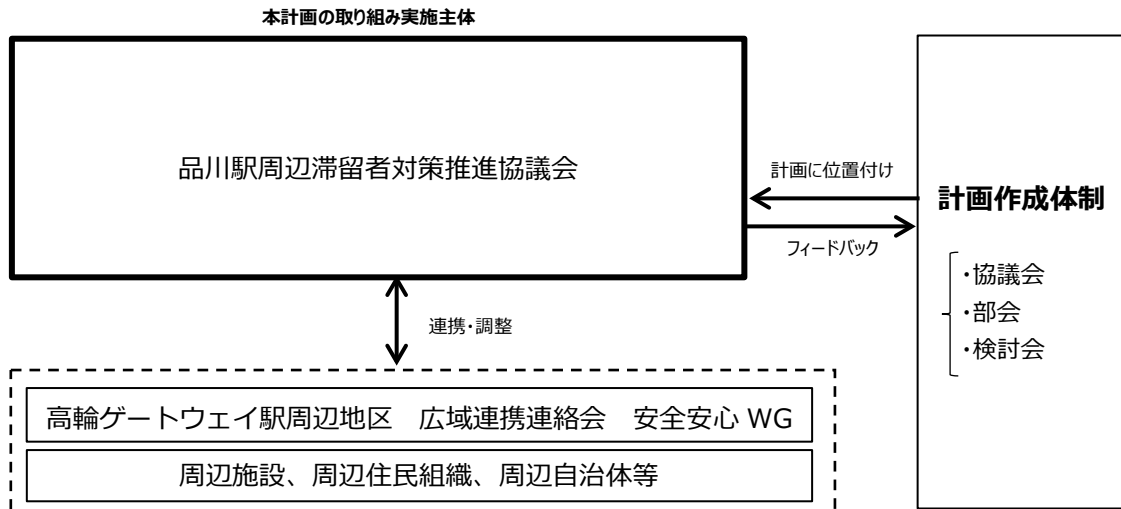 本計画の取り組み実施主体
品川駅周辺滞留者対策推進協議会
計画に位置付け
フィードバック
計画作成体制
・協議会
・部会
・検討会
連携・調整
高輪ゲートウェイ駅周辺地区　広域連携連絡会　安全安心 WG
周辺施設、周辺住民組織、周辺自治体等